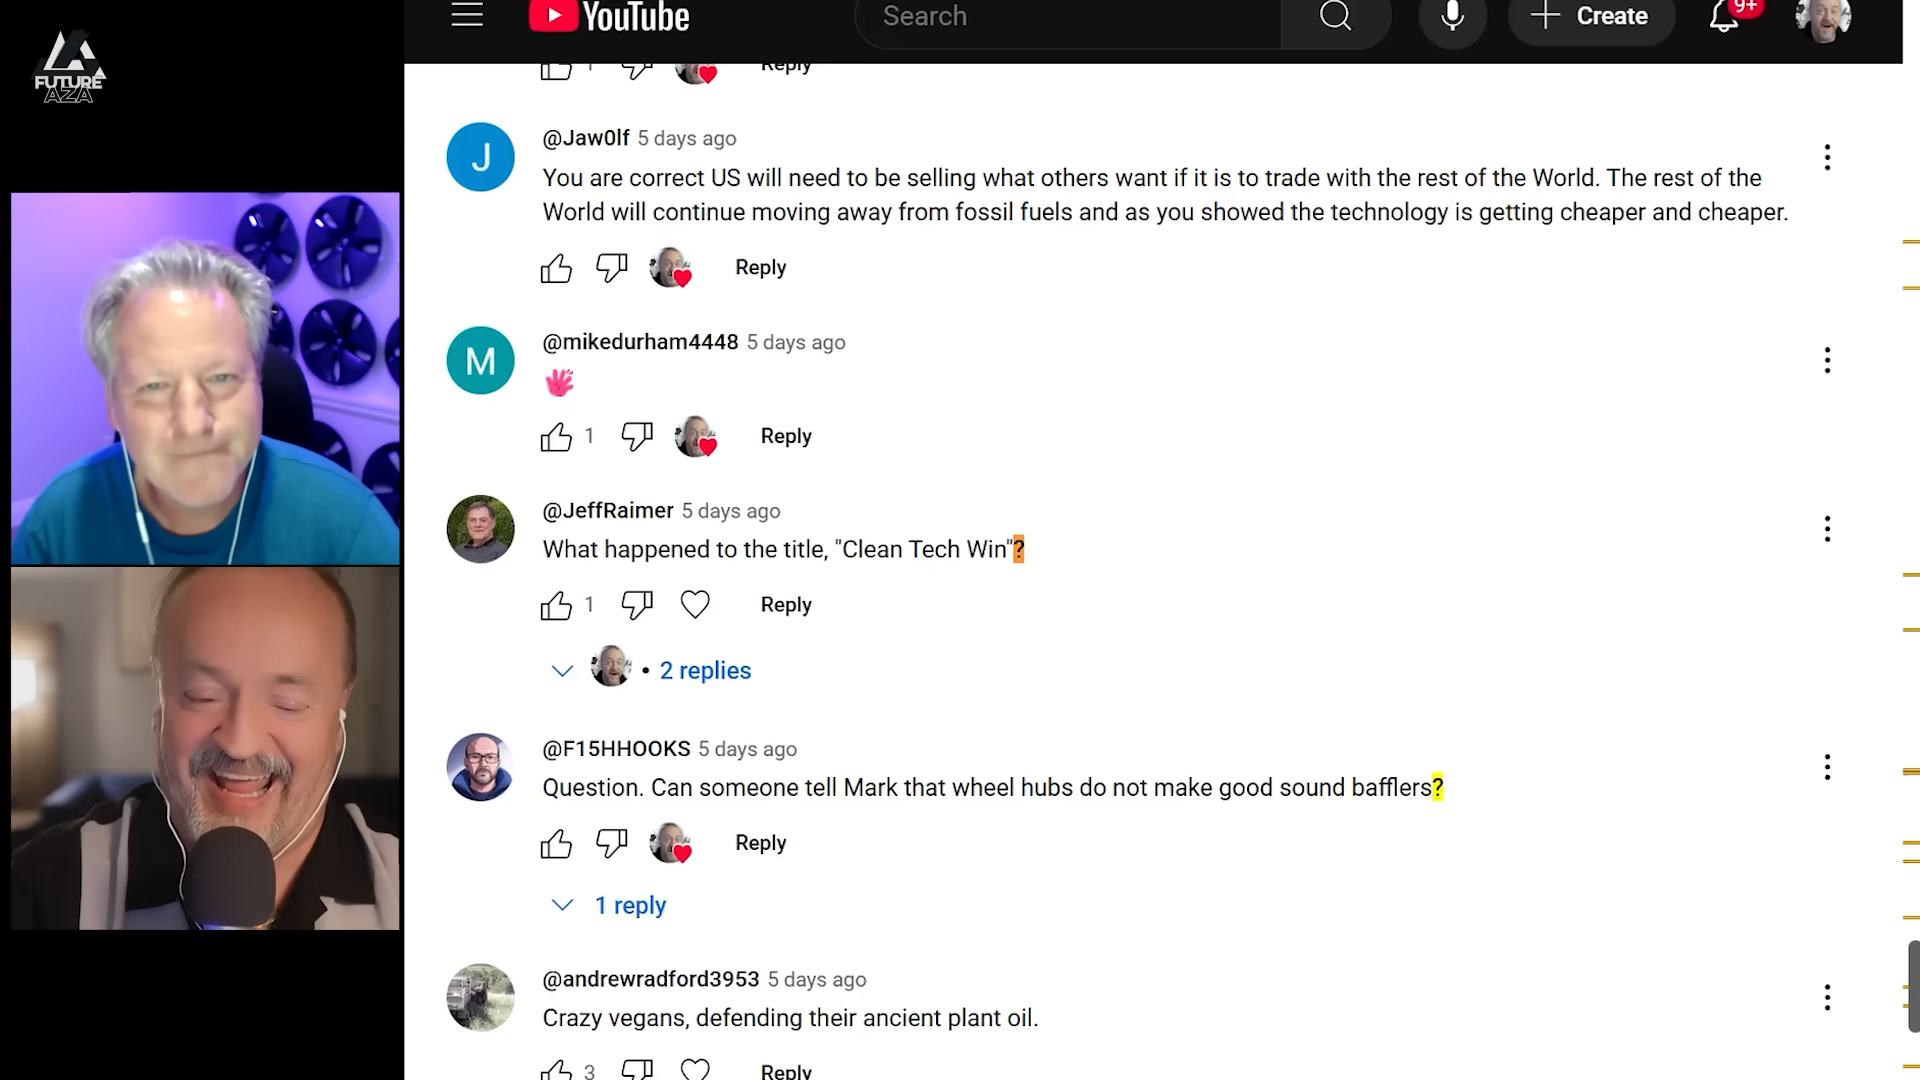 FUTURE
AZA
YouTube
Search
Create
9+
1
Reply
J
@Jaw0lf 5 days ago
You are correct US will need to be selling what others want if it is to trade with the rest of the World. The rest of the
World will continue moving away from fossil fuels and as you showed the technology is getting cheaper and cheaper.
Reply
M
@mikedurham4448 5 days ago
1
Reply
@JeffRaimer 5 days ago
What happened to the title, "Clean Tech Win"?
1
Reply
• 2 replies
@F15HHOOKS 5 days ago
Question. Can someone tell Mark that wheel hubs do not make good sound bafflers?
Reply
1 reply
@andrewradford3953 5 days ago
Crazy vegans, defending their ancient plant oil.
3
Reply